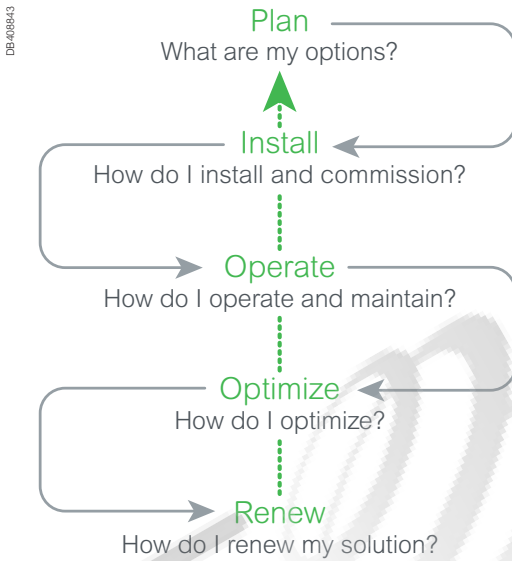 DB408843
Plan
What are my options?
Install
How do I install and commission?
Operate
How do I operate and maintain?
Optimize
How do I optimize?
Renew
How do I renew my solution?